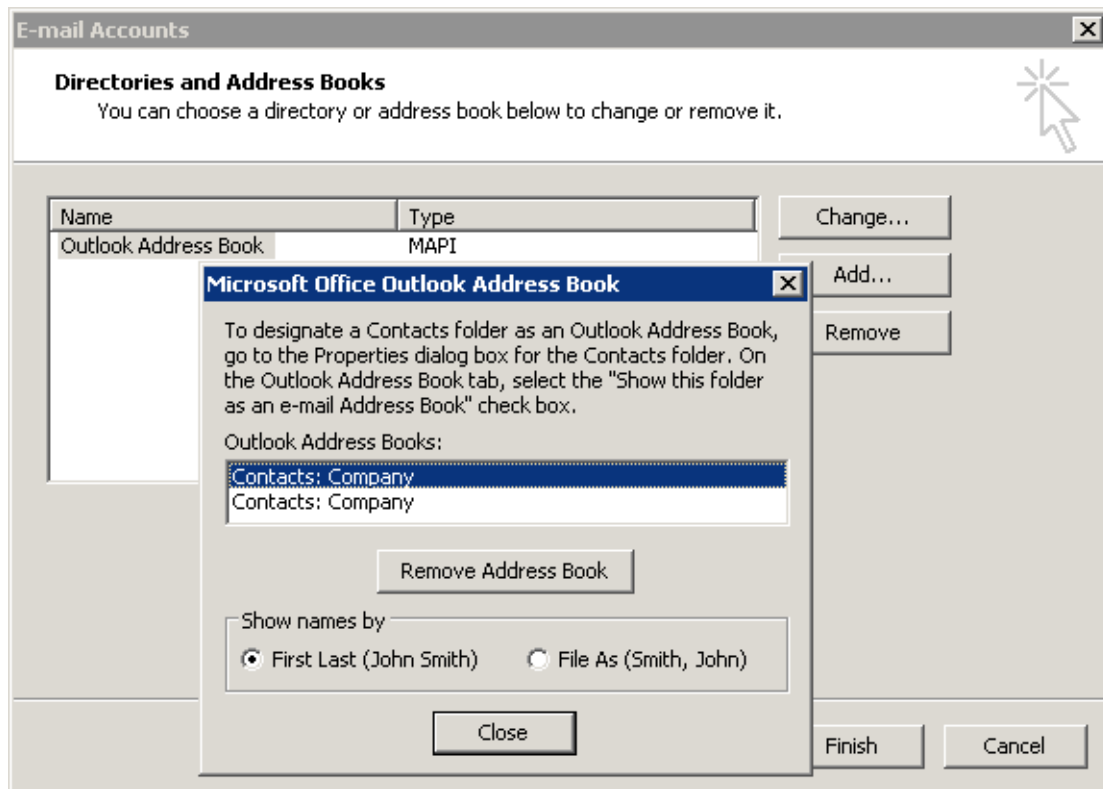 E-mail Accounts
Directories and Address Books
You can choose a directory or address book below to change or remove it.
Name Type
Outlook Address Book MAPI
Change...
Add...
Remove
Microsoft Office Outlook Address Book
To designate a Contacts folder as an Outlook Address Book,
go to the Properties dialog box for the Contacts folder. On
the Outlook Address Book tab, select the "Show this folder
as an e-mail Address Book" check box.
Outlook Address Books:
Contacts: Company
Contacts: Company
Remove Address Book
Show names by
First Last (John Smith) File As (Smith, John)
Close
Finish Cancel